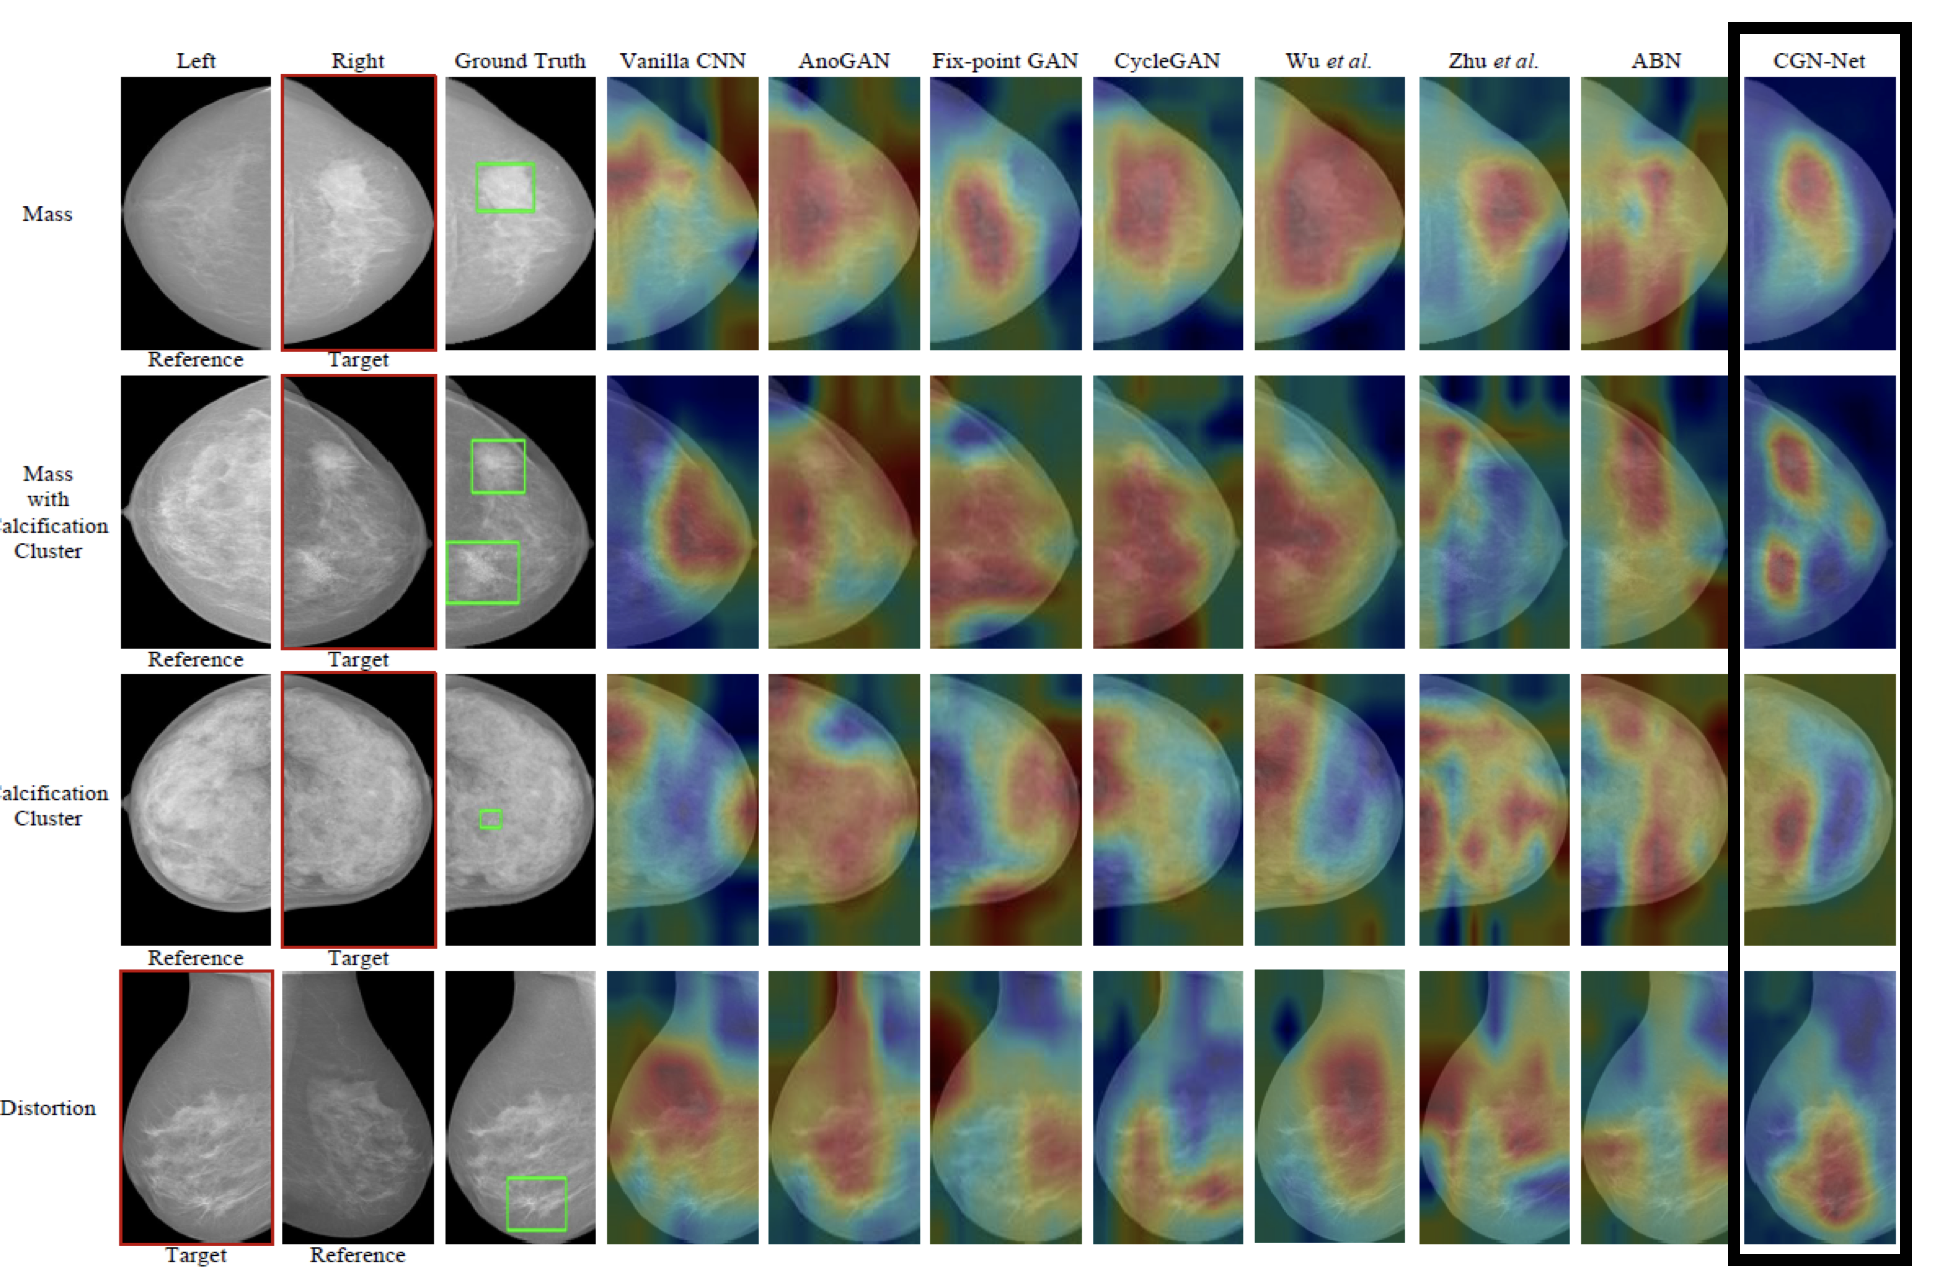 Left Right Ground Truth Vanilla CNN AnoGAN Fix-point GAN CycleGAN Wu et al. Zhu et al. ABN CGN-Net
Mass
Reference Target
Mass
with
alcification
Cluster
Reference Target
alcification
Cluster
Reference Target
Distortion
Target Reference